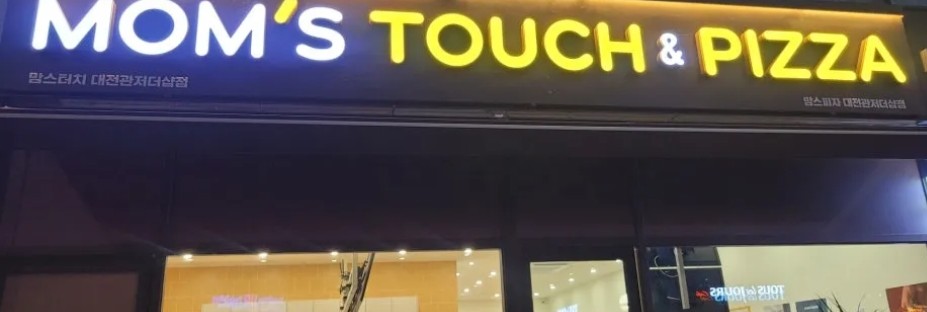 MOM'S TOUCH & PIZZA
맘스터치 대전관저더샵점
맘스피자 대전관저더샵점
TOUS les JOURS